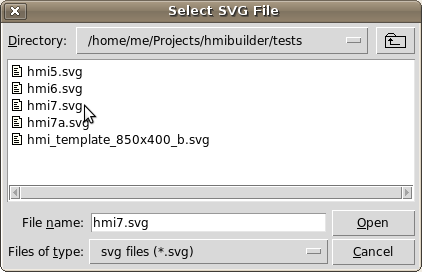 Select SVG File
Directory: /home/me/Projects/hmibuilder/tests
hmi5.svg
hmi6.svg
hmi7.svg
hmi7a.svg
hmi_template_850x400_b.svg
File name: hmi7.svg Open
Files of type: svg files (*.svg) Cancel